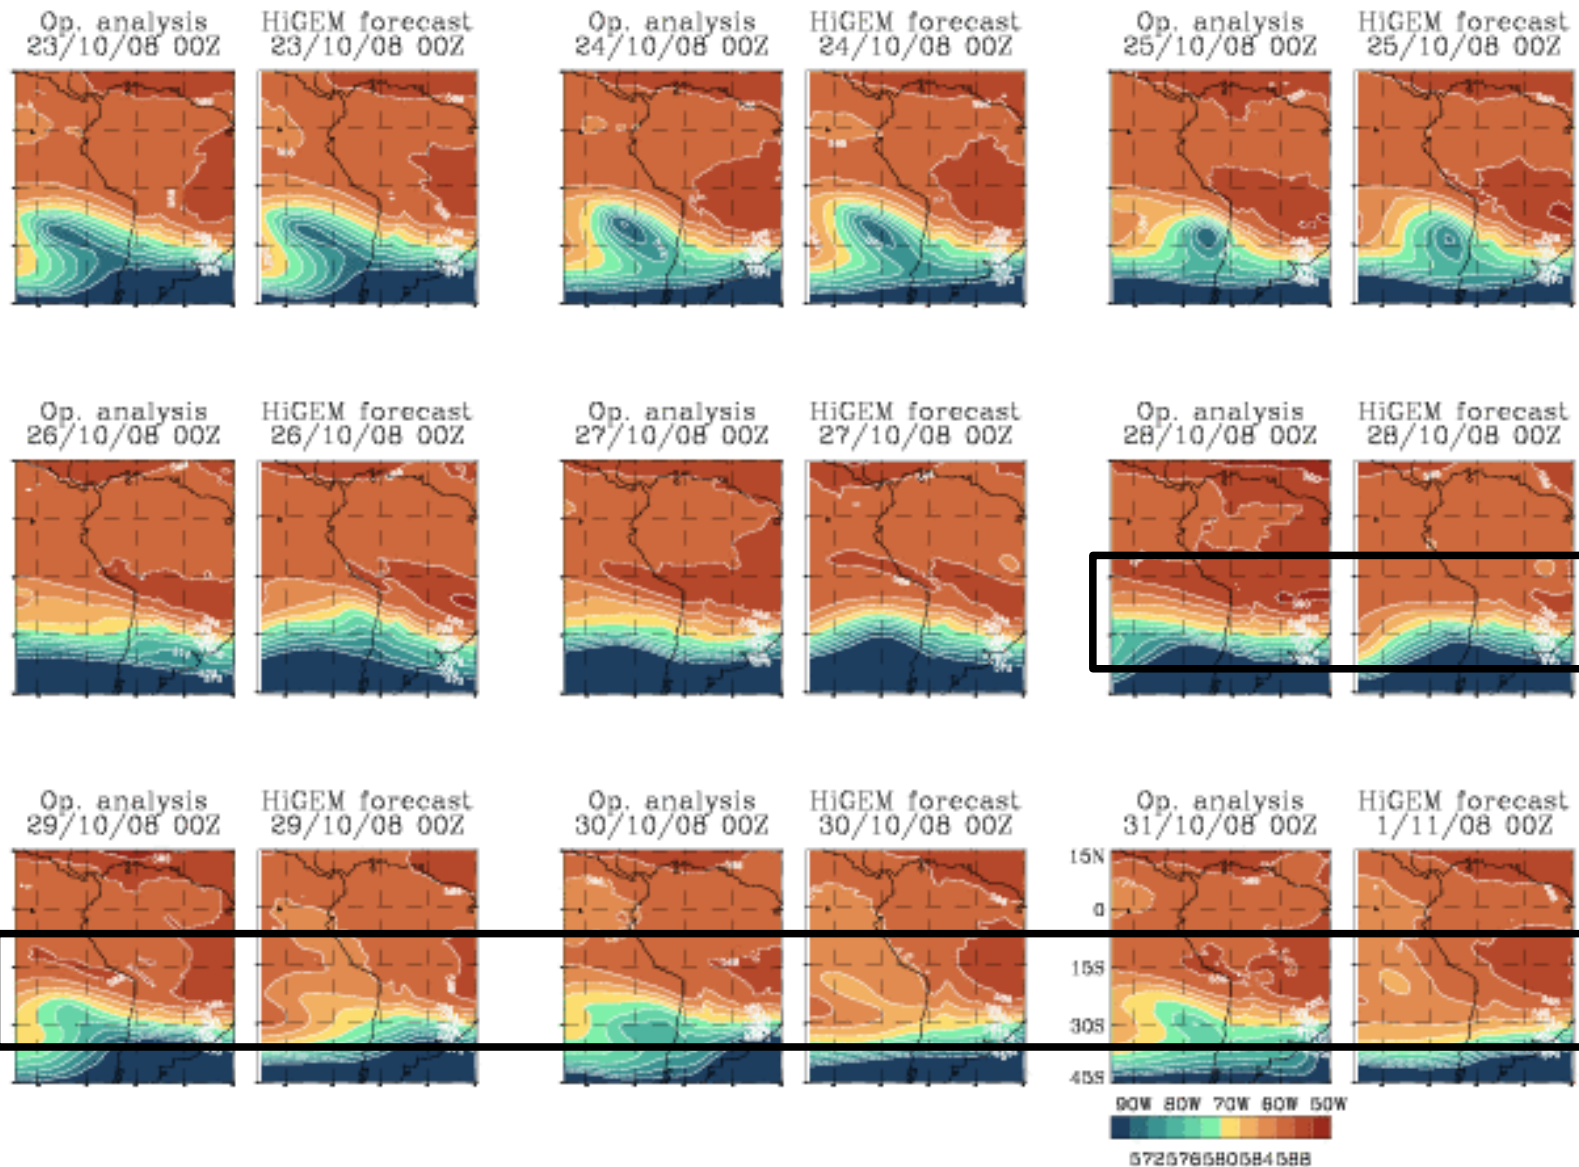 Op. analysis HiGEM forecast Op. analysis HiGEM forecast Op. analysis HiGEM forecast
23/10/08 00Z 23/10/08 00Z 24/10/08 00Z 24/10/08 00Z 25/10/08 00Z 25/10/08 00Z
Op. analysis HiGEM forecast Op. analysis HiGEM forecast Op. analysis HiGEM forecast
26/10/08 00Z 26/10/08 00Z 27/10/08 00Z 27/10/08 00Z 28/10/08 00Z 28/10/08 00Z
Op. analysis HiGEM forecast Op. analysis HiGEM forecast Op. analysis HiGEM forecast
29/10/08 00Z 29/10/08 00Z 30/10/08 00Z 30/10/08 00Z 31/10/08 00Z 1/11/08 00Z
15N
0
15S
30S
45S
90W 80W 70W 60W 50W
572576580584588